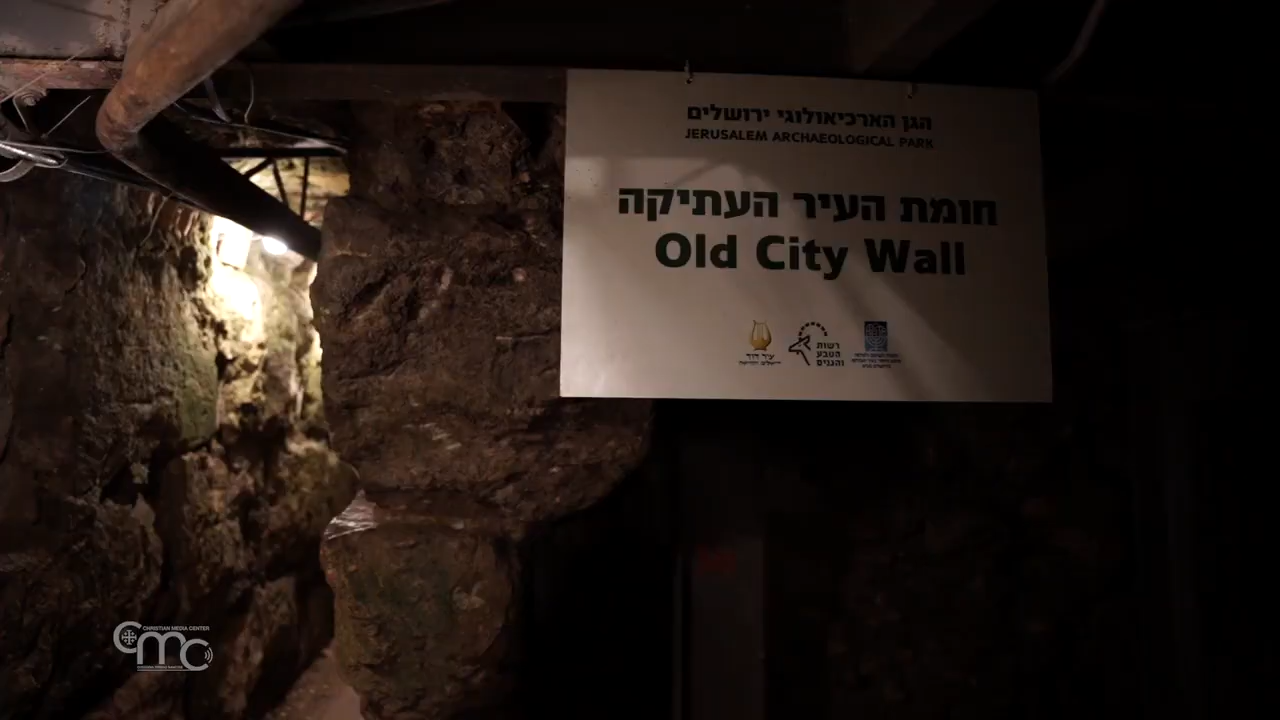 הגן הארכיאולוגי ירושלים
JERUSALEM ARCHAEOLOGICAL PARK
חומת העיר העתיקה
Old City Wall
עיר דוד
רשות
הטבע
והגנים
CHRISTIAN MEDIA CENTER
CMC